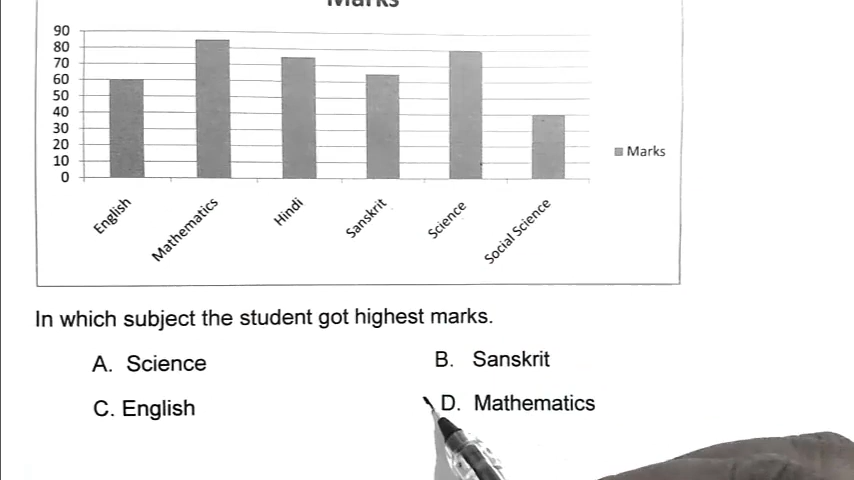 Marks
90
80
70
60
50
40
30
20
10
0
English
Mathematics
Hindi
Sanskrit
Science
Social Science
Marks
In which subject the student got highest marks.
A. Science
B. Sanskrit
C. English
D. Mathematics